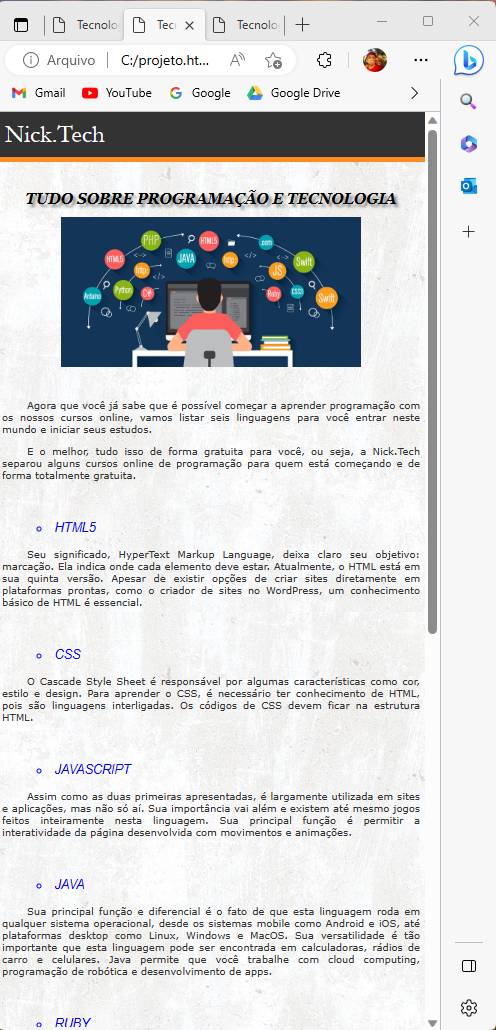 Tecnolo
Tecn
Tecnolo
Arquivo
C:/projeto.ht...
Gmail
YouTube
Google
Google Drive
Nick.Tech
TUDO SOBRE PROGRAMAÇÃO E TECNOLOGIA
PHP
HTML5
.com
HTML5
JAVA
http
Swift
http
JS
Arduino
Python
C#
Ruby
css3
Swift
Agora que você já sabe que é possível começar a aprender programação com
os nossos cursos online, vamos listar seis linguagens para você entrar neste
mundo e iniciar seus estudos.
E o melhor, tudo isso de forma gratuita para você, ou seja, a Nick.Tech
separou alguns cursos online de programação para quem está começando e de
forma totalmente gratuita.
HTML5
Seu significado, HyperText Markup Language, deixa claro seu objetivo:
marcação. Ela indica onde cada elemento deve estar. Atualmente, o HTML está em
sua quinta versão. Apesar de existir opções de criar sites diretamente em
plataformas prontas, como o criador de sites no WordPress, um conhecimento
básico de HTML é essencial.
CSS
O Cascade Style Sheet é responsável por algumas características como cor,
estilo e design. Para aprender o CSS, é necessário ter conhecimento de HTML,
pois são linguagens interligadas. Os códigos de CSS devem ficar na estrutura
HTML.
JAVASCRIPT
Assim como as duas primeiras apresentadas, é largamente utilizada em sites
e aplicações, mas não só aí. Sua importância vai além e existem até mesmo jogos
feitos inteiramente nesta linguagem. Sua principal função é permitir a
interatividade da página desenvolvida com movimentos e animações.
JAVA
Sua principal função e diferencial é o fato de que esta linguagem roda em
qualquer sistema operacional, desde os sistemas mobile como Android e iOS, até
plataformas desktop como Linux, Windows e MacOS. Sua versatilidade é tão
importante que esta linguagem pode ser encontrada em calculadoras, rádios de
carro e celulares. Java permite que você trabalhe com cloud computing,
programação de robótica e desenvolvimento de apps.
RUBY